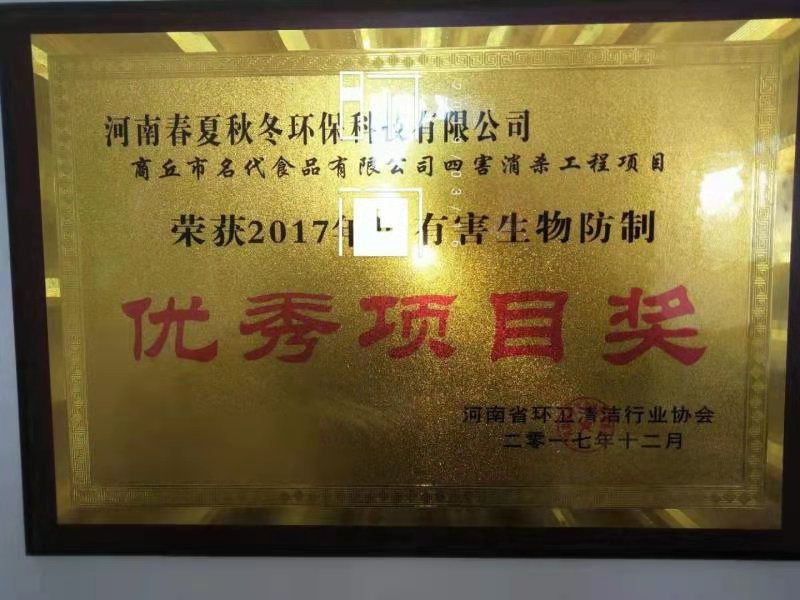 河南春夏秋冬环保科技有限公司
商丘市名代食品有限公司四害消杀工程项目
荣获2017年 有害生物防制
优秀项目奖
河南省环卫清洁行业协会
二零一七年十二月